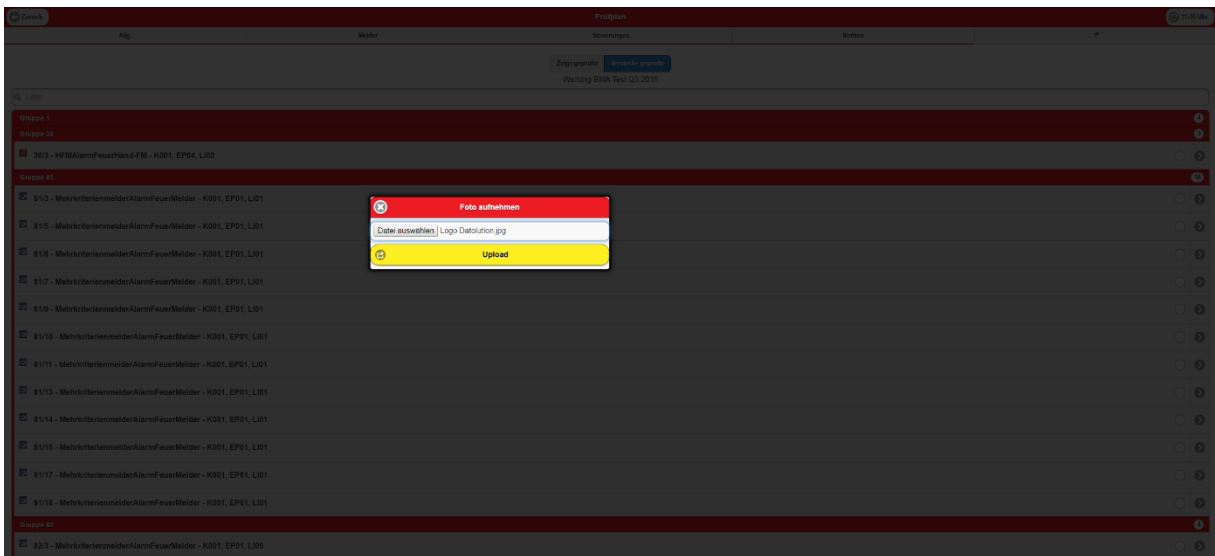 Zurück
Prüfplan
Allg.
Melder
Steuerungen
Notizen
Zeige geprüfte
Verstecke geprüfte
Wartung BMA Test Q3 2016
Filter
Gruppe 1
4
Gruppe 36
3
36/3 - HFMAlarmFeuerHand-FM - K001, EP04, LI02
Gruppe 81
81/3 - MehrkriterienmelderAlarmFeuerMelder - K001, EP01, LI01
81/5 - MehrkriterienmelderAlarmFeuerMelder - K001, EP01, LI01
81/6 - MehrkriterienmelderAlarmFeuerMelder - K001, EP01, LI01
81/7 - MehrkriterienmelderAlarmFeuerMelder - K001, EP01, LI01
81/9 - MehrkriterienmelderAlarmFeuerMelder - K001, EP01, LI01
81/10 - MehrkriterienmelderAlarmFeuerMelder - K001, EP01, LI01
81/11 - MehrkriterienmelderAlarmFeuerMelder - K001, EP01, LI01
81/13 - MehrkriterienmelderAlarmFeuerMelder - K001, EP01, LI01
81/14 - MehrkriterienmelderAlarmFeuerMelder - K001, EP01, LI01
81/15 - MehrkriterienmelderAlarmFeuerMelder - K001, EP01, LI01
81/17 - MehrkriterienmelderAlarmFeuerMelder - K001, EP01, LI01
81/18 - MehrkriterienmelderAlarmFeuerMelder - K001, EP01, LI01
Gruppe 82
4
82/3 - MehrkriterienmelderAlarmFeuerMelder - K001, EP01, LI05
Foto aufnehmen
Datei auswählen Logo Datolution.jpg
Upload